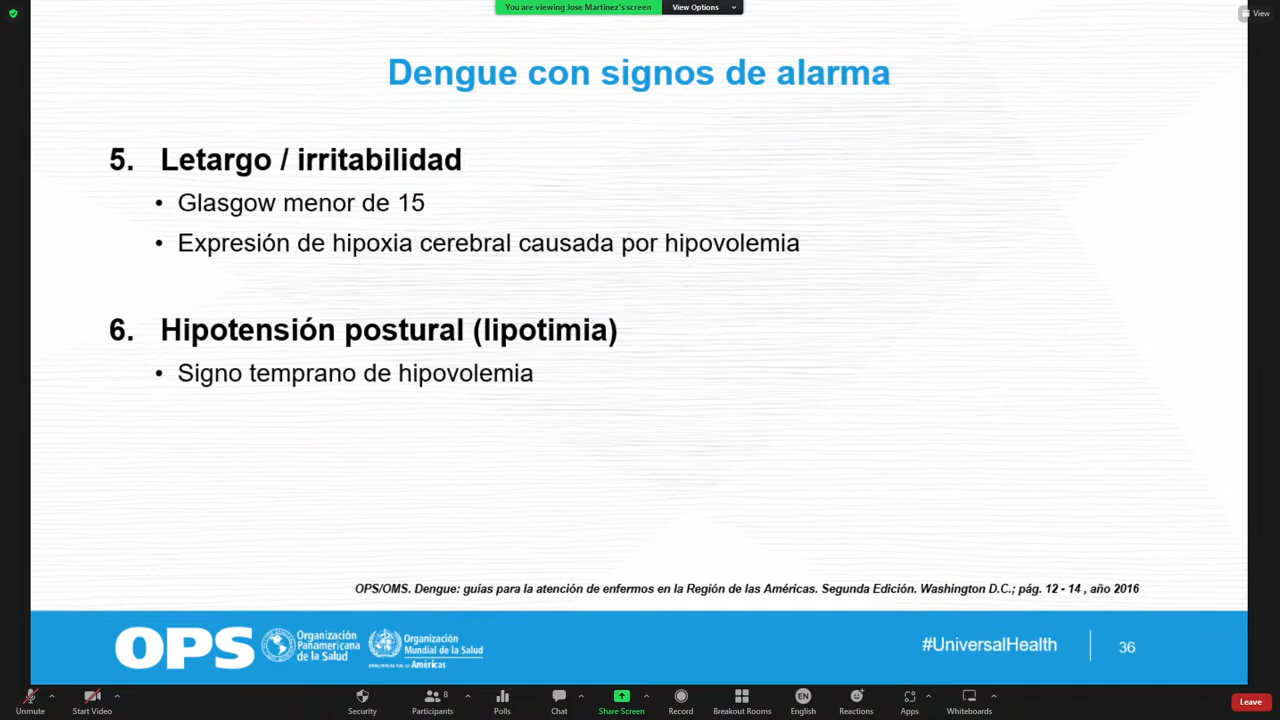 You are viewing Jose Martinez's screen
View Options
View
Dengue con signos de alarma
5. Letargo / irritabilidad
• Glasgow menor de 15
• Expresión de hipoxia cerebral causada por hipovolemia
6. Hipotensión postural (lipotimia)
• Signo temprano de hipovolemia
OPS/OMS. Dengue: guías para la atención de enfermos en la Región de las Américas. Segunda Edición. Washington D.C.; pág. 12 - 14 , año 2016
OPS
Organización
Panamericana
de la Salud
Organización
Mundial de la Salud
Américas
#UniversalHealth
36
Unmute
Start Video
Security
Participants
8
Polls
Chat
Share Screen
Record
Breakout Rooms
EN
English
Reactions
Apps
Whiteboards
Leave